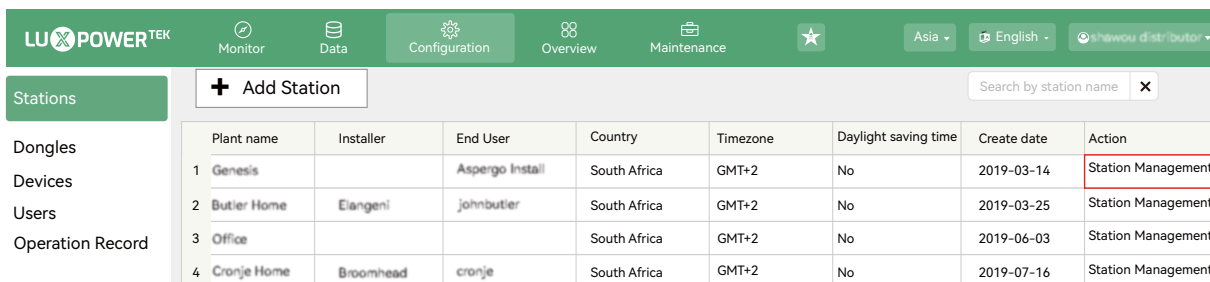 LUXPOWERTEK
Monitor Data Configuration Overview Maintenance Asia English shawou distributor
Stations
Dongles
Devices
Users
Operation Record
+ Add Station
Search by station name
Plant name Installer End User Country Timezone Daylight saving time Create date Action
1 Genesis Aspergo Install South Africa GMT+2 No 2019-03-14 Station Management
2 Butler Home Elangeni johnbutler South Africa GMT+2 No 2019-03-25 Station Management
3 Office South Africa GMT+2 No 2019-06-03 Station Management
4 Cronje Home Broomhead cronje South Africa GMT+2 No 2019-07-16 Station Management